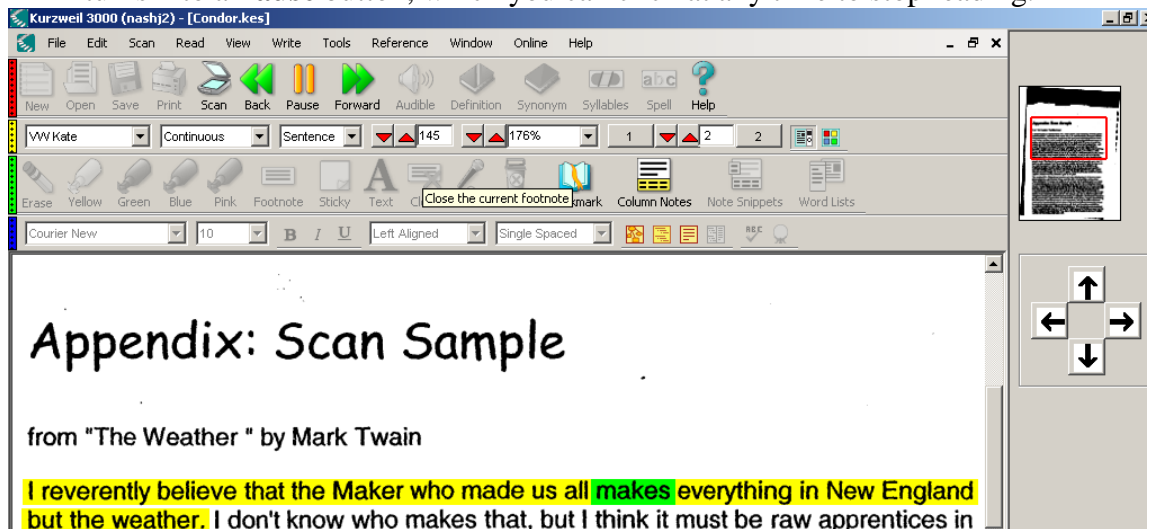 Kurzweil 3000 (nashj2) - [Condor.kes]
File Edit Scan Read View Write Tools Reference Window Online Help
New Open Save Print Scan Back Pause Forward Audible Definition Synonym Syllables Spell Help
VW Kate Continuous Sentence 145 176% 1 2 2
Erase Yellow Green Blue Pink Footnote Sticky Text Close the current footnote Column Notes Note Snippets Word Lists
Courier New 10 B I U Left Aligned Single Spaced
Appendix: Scan Sample
from "The Weather " by Mark Twain
I reverently believe that the Maker who made us all makes everything in New England
but the weather. I don't know who makes that, but I think it must be raw apprentices in